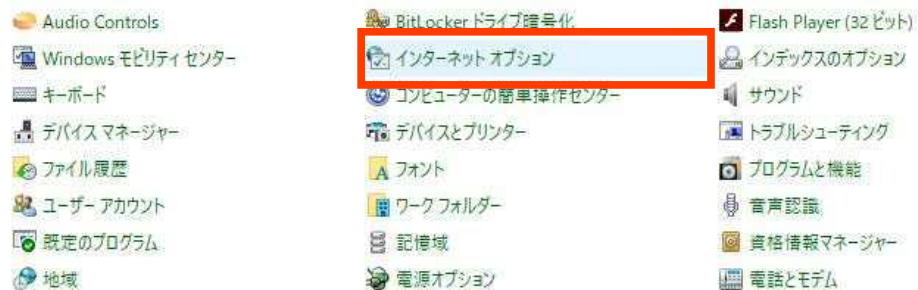 Audio Controls
BitLocker ドライブ暗号化
Flash Player (32 ビット)
Windows モビリティ センター
インターネット オプション
インデックスのオプション
キーボード
コンピューターの簡単操作センター
サウンド
デバイス マネージャー
デバイスとプリンター
トラブルシューティング
ファイル履歴
フォント
プログラムと機能
ユーザー アカウント
ワーク フォルダー
音声認識
既定のプログラム
記憶域
資格情報マネージャー
地域
電源オプション
電話とモデム